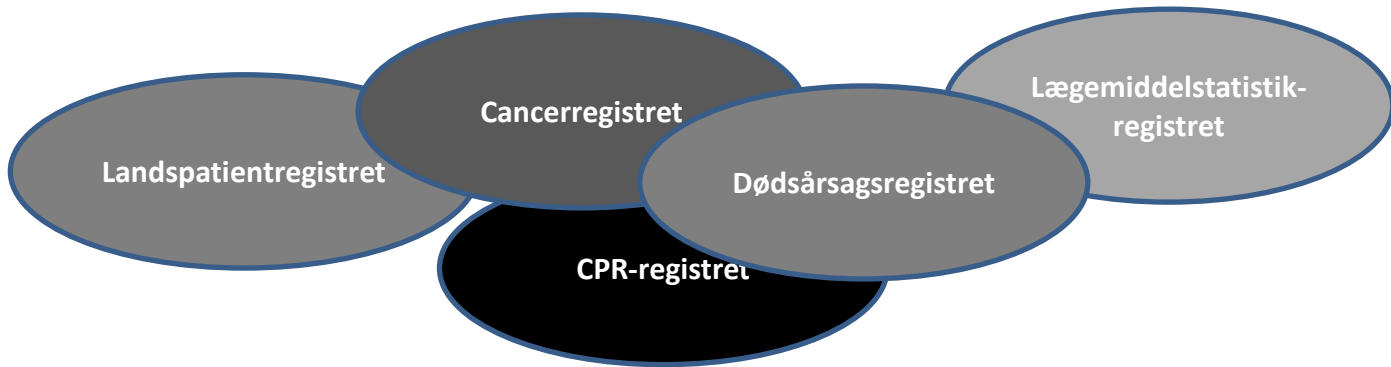 Landspatientregistret
Cancerregistret
CPR-registret
Dødsårsagsregistret
Lægemiddelstatistik-
registret